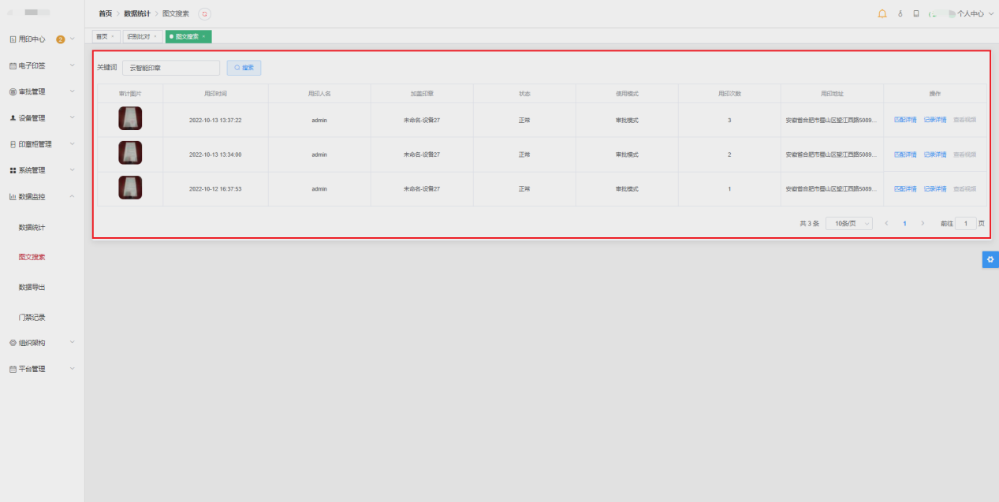 首页 > 数据统计 > 图文搜索
个人中心
首页 × 识别比对 × 图文搜索 ×
用印中心 2
电子印签
审批管理
设备管理
印章柜管理
系统管理
数据监控
数据统计
图文搜索
数据导出
门禁记录
组织架构
平台管理
关键词 云智能印章 搜索
审计图片 用印时间 用印人名 加盖印章 状态 使用模式 用印次数 用印地址 操作
2022-10-13 13:37:22 admin 未命名-设备27 正常 审批模式 3 安徽省合肥市蜀山区望江西路5089... 匹配详情 记录详情 查看视频
2022-10-13 13:34:00 admin 未命名-设备27 正常 审批模式 2 安徽省合肥市蜀山区望江西路5089... 匹配详情 记录详情 查看视频
2022-10-12 16:37:53 admin 未命名-设备27 正常 审批模式 1 安徽省合肥市蜀山区望江西路5089... 匹配详情 记录详情 查看视频
共 3 条 10条/页 < 1 > 前往 1 页